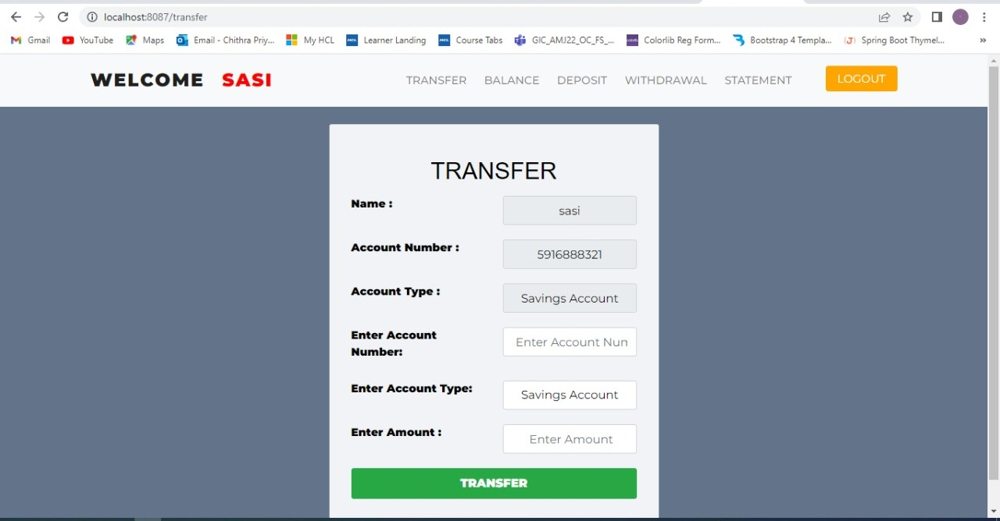 localhost:8087/transfer
Gmail YouTube Maps Email - Chithra Priy... My HCL Learner Landing Course Tabs GIC_AMJ22_OC_FS_... Colorlib Reg Form... Bootstrap 4 Templa... Spring Boot Thymel... »
WELCOME SASI TRANSFER BALANCE DEPOSIT WITHDRAWAL STATEMENT LOGOUT
TRANSFER
Name : sasi
Account Number : 5916888321
Account Type : Savings Account
Enter Account
Number: Enter Account Num
Enter Account Type: Savings Account
Enter Amount : Enter Amount
TRANSFER